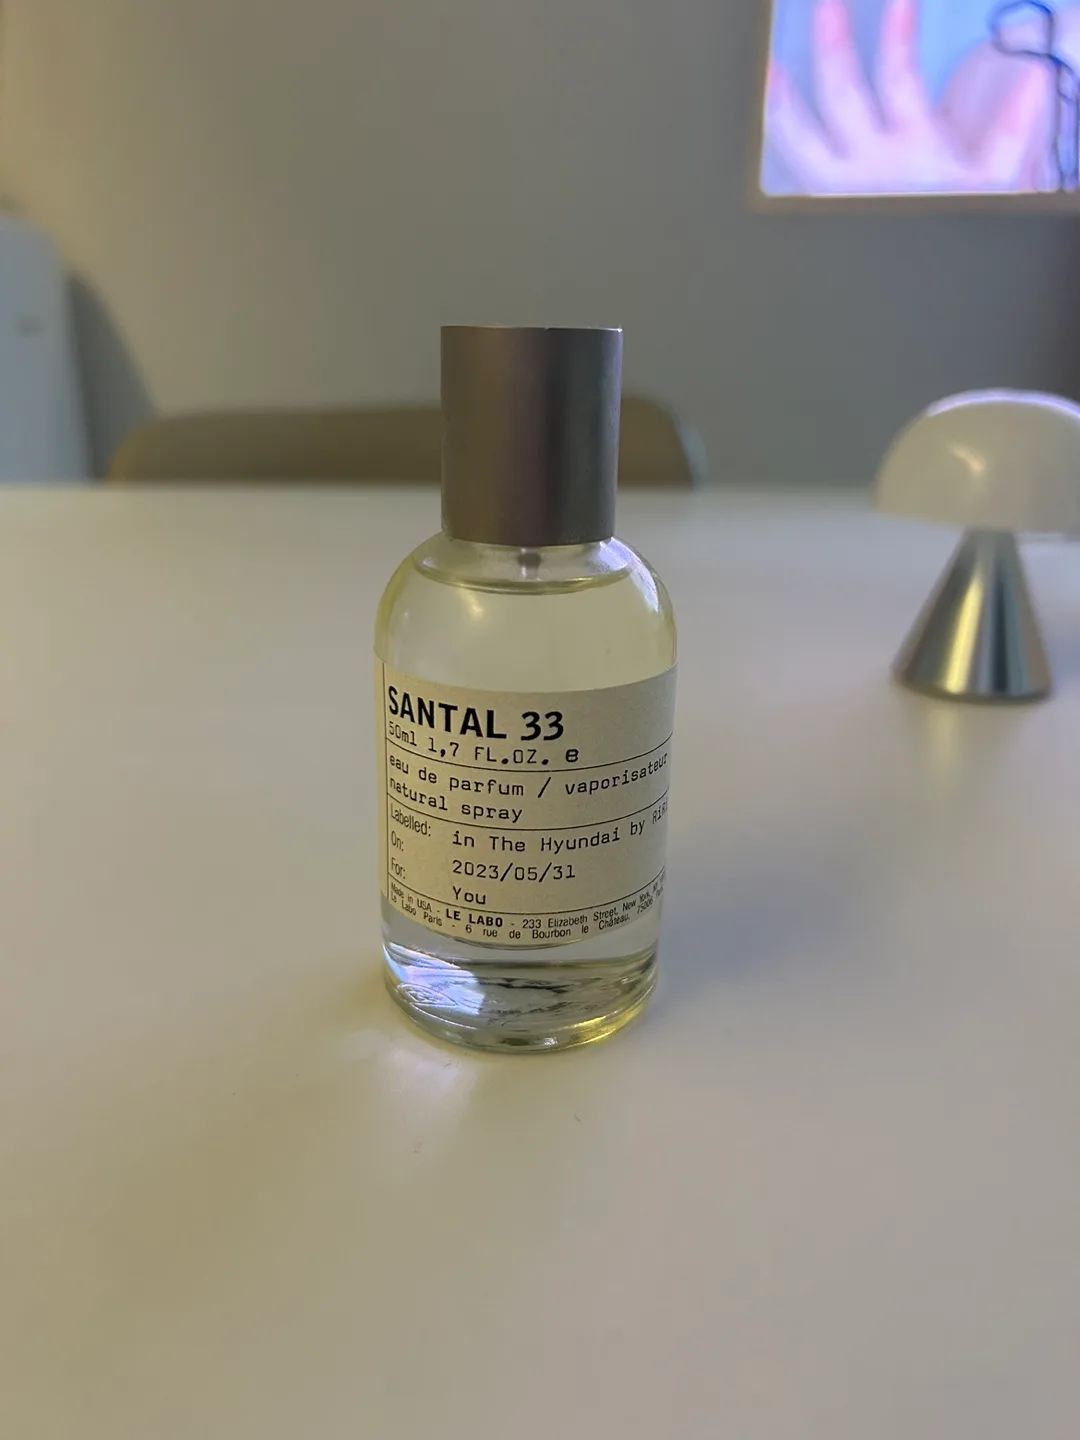 SANTAL 33
50ml 1,7 FL.OZ. e
eau de parfum / vaporisateur
natural spray
Labelled: in The Hyundai by
On: 2023/05/31
For: You
Made in USA - LE LABO - 233 Elizabeth Street, New York, NY
Le Labo Paris - 6 rue de Bourbon le Château, 75006